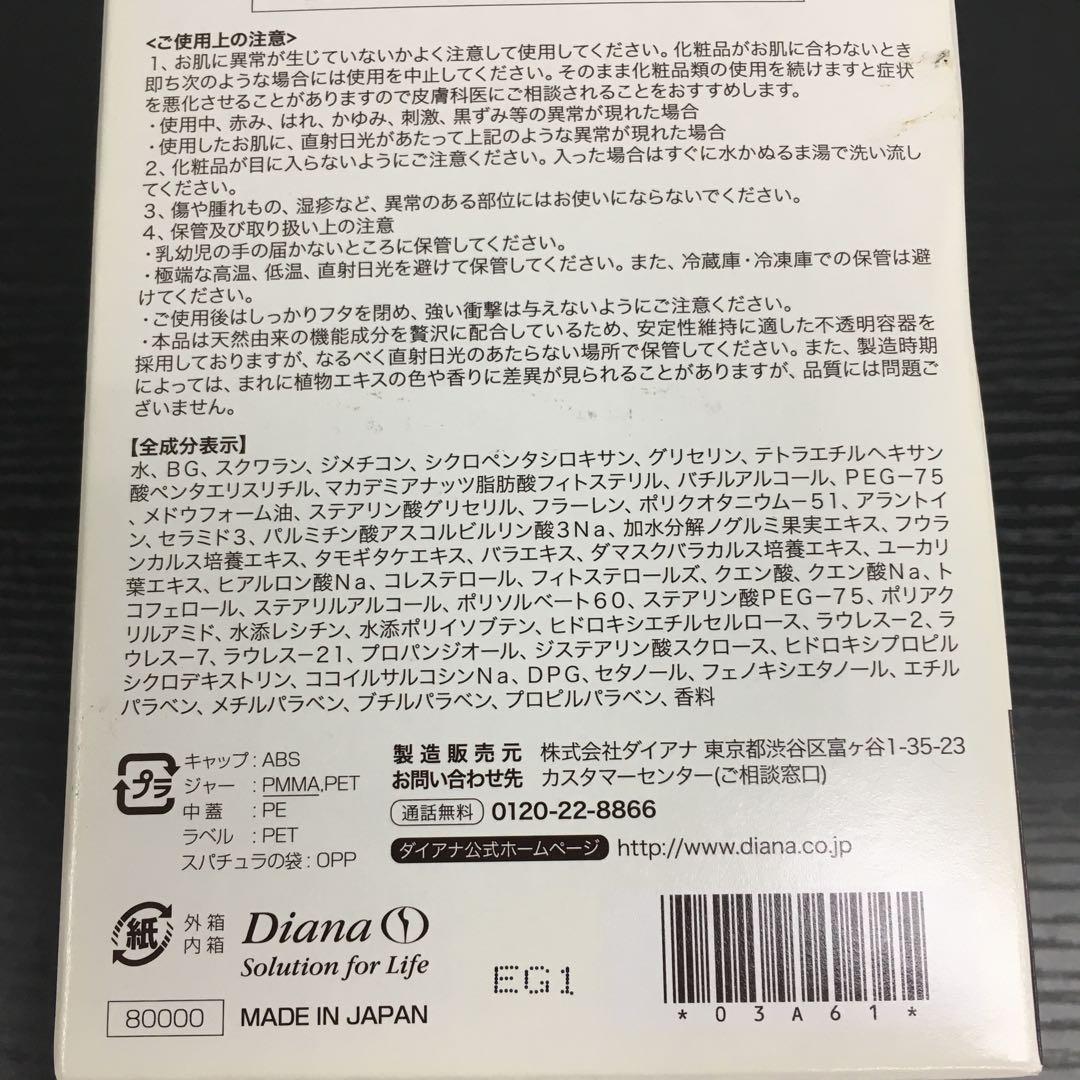 <ご使用上の注意>
1、お肌に異常が生じていないかよく注意して使用してください。化粧品がお肌に合わないとき
即ち次のような場合には使用を中止してください。そのまま化粧品類の使用を続けますと症状
を悪化させることがありますので皮膚科医にご相談されることをおすすめします。
・使用中、赤み、はれ、かゆみ、刺激、黒ずみ等の異常が現れた場合
・使用したお肌に、直射日光があたって上記のような異常が現れた場合
2、化粧品が目に入らないようにご注意ください。入った場合はすぐに水かぬるま湯で洗い流し
てください。
3、傷や腫れもの、湿疹など、異常のある部位にはお使いにならないでください。
4、保管及び取り扱い上の注意
・乳幼児の手の届かないところに保管してください。
・極端な高温、低温、直射日光を避けて保管してください。また、冷蔵庫・冷凍庫での保管は避
けてください。
・ご使用後はしっかりフタを閉め、強い衝撃は与えないようにご注意ください。
・本品は天然由来の機能成分を贅沢に配合しているため、安定性維持に適した不透明容器を
採用しておりますが、なるべく直射日光のあたらない場所で保管してください。また、製造時期
によっては、まれに植物エキスの色や香りに差異が見られることがありますが、品質には問題ご
ざいません。
【全成分表示】
水、BG、スクワラン、ジメチコン、シクロペンタシロキサン、グリセリン、テトラエチルヘキサン
酸ペンタエリスリチル、マカデミアナッツ脂肪酸フィトステリル、バチルアルコール、PEG-75
、メドウフォーム油、ステアリン酸グリセリル、フラーレン、ポリクオタニウム-51、アラントイ
ン、セラミド3、パルミチン酸アスコルビルリン酸3Na、加水分解ノグルミ果実エキス、フウラ
ンカルス培養エキス、タモギタケエキス、バラエキス、ダマスクバラカルス培養エキス、ユーカリ
葉エキス、ヒアルロン酸Na、コレステロール、フィトステロールズ、クエン酸、クエン酸Na、ト
コフェロール、ステアリルアルコール、ポリソルベート60、ステアリン酸PEG-75、ポリアク
リルアミド、水添レシチン、水添ポリイソブテン、ヒドロキシエチルセルロース、ラウレス-2、ラ
ウレス-7、ラウレス-21、プロパンジオール、ジステアリン酸スクロース、ヒドロキシプロピル
シクロデキストリン、ココイルサルコシンNa、DPG、セタノール、フェノキシエタノール、エチル
パラベン、メチルパラベン、ブチルパラベン、プロピルパラベン、香料
プラ
キャップ:ABS
ジャー :PMMA,PET
中蓋 :PE
ラベル :PET
スパチュラの袋:OPP
製造販売元 株式会社ダイアナ 東京都渋谷区富ヶ谷1-35-23
お問い合わせ先 カスタマーセンター(ご相談窓口)
通話無料 0120-22-8866
ダイアナ公式ホームページ http://www.diana.co.jp
紙
外箱
内箱
Diana
Solution for Life
EG1
80000 MADE IN JAPAN
*03A61*